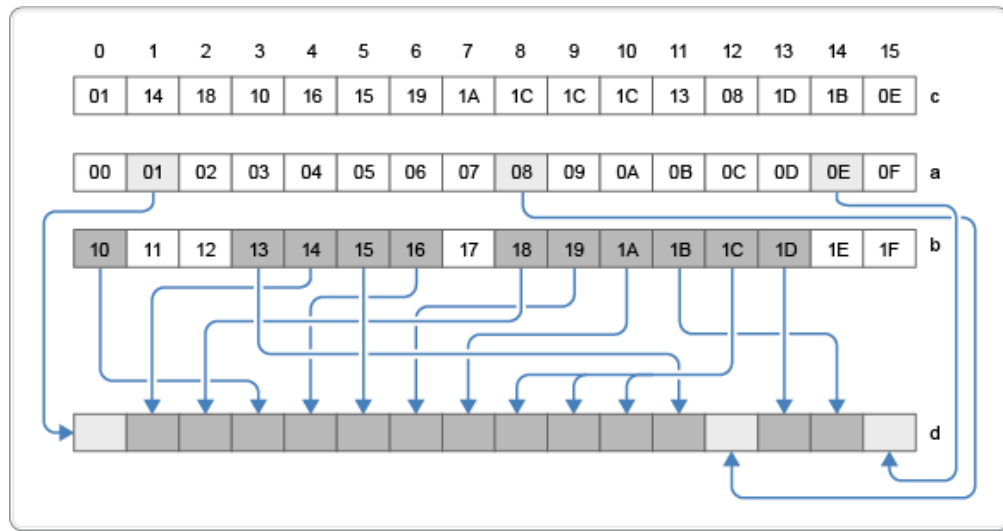 0 1 2 3 4 5 6 7 8 9 10 11 12 13 14 15
01 14 18 10 16 15 19 1A 1C 1C 1C 13 08 1D 1B 0E c
00 01 02 03 04 05 06 07 08 09 0A 0B 0C 0D 0E 0F a
10 11 12 13 14 15 16 17 18 19 1A 1B 1C 1D 1E 1F b
d